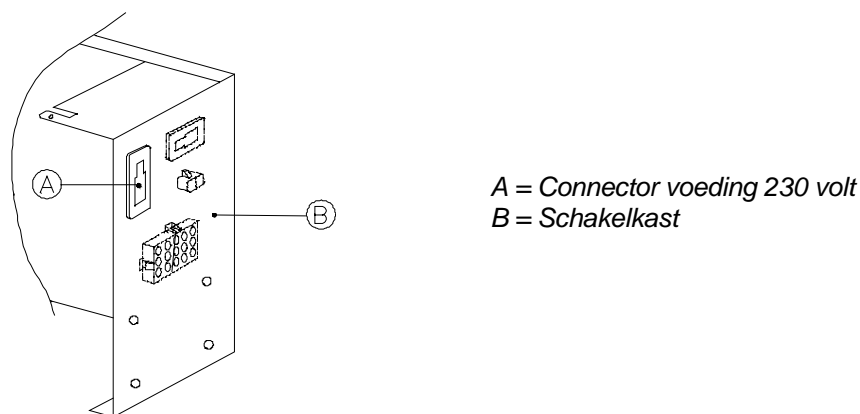 A
B
A = Connector voeding 230 volt
B = Schakelkast